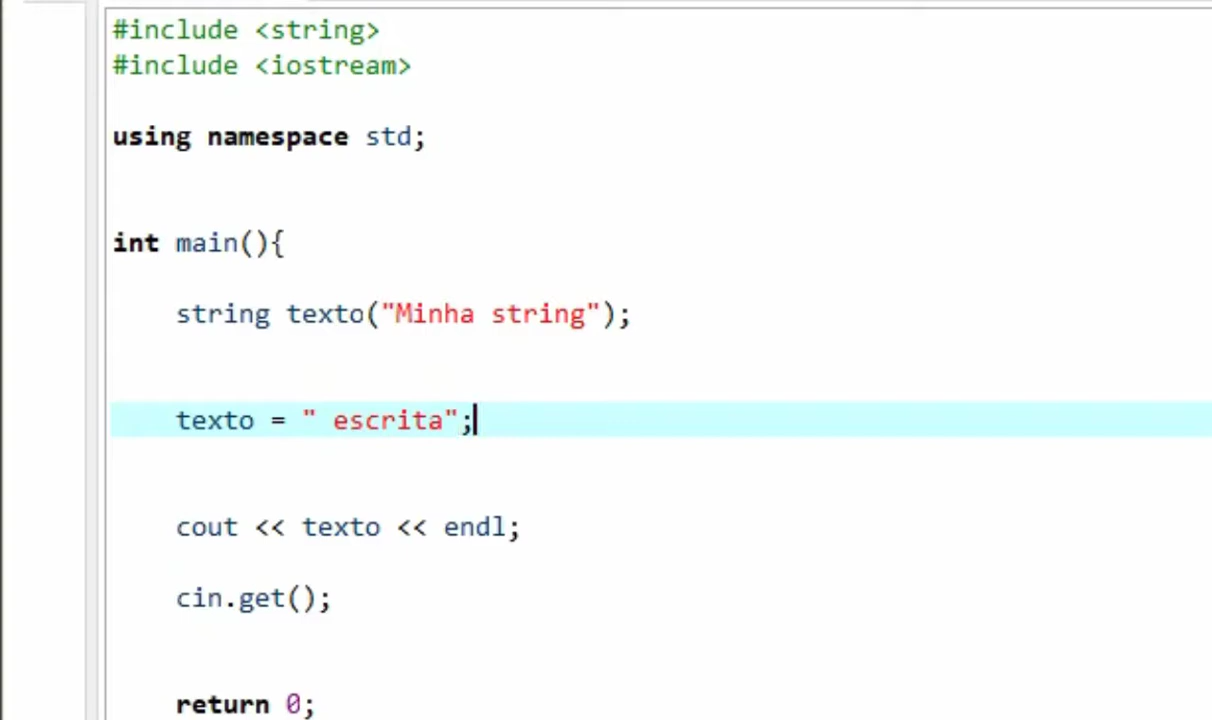 #include <string>
#include <iostream>
using namespace std;
int main(){
string texto("Minha string");
texto = " escrita";
cout << texto << endl;
cin.get();
return 0;